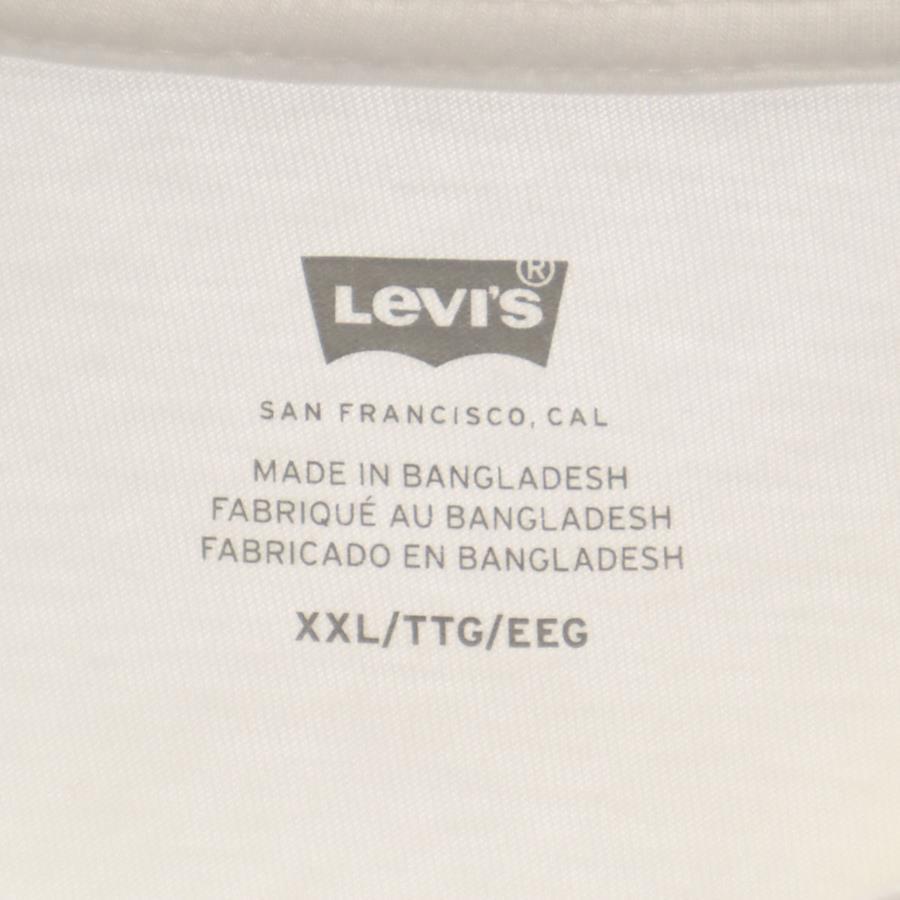 LEVI'S®
SAN FRANCISCO, CAL
MADE IN BANGLADESH
FABRIQUÉ AU BANGLADESH
FABRICADO EN BANGLADESH
XXL/TTG/EEG